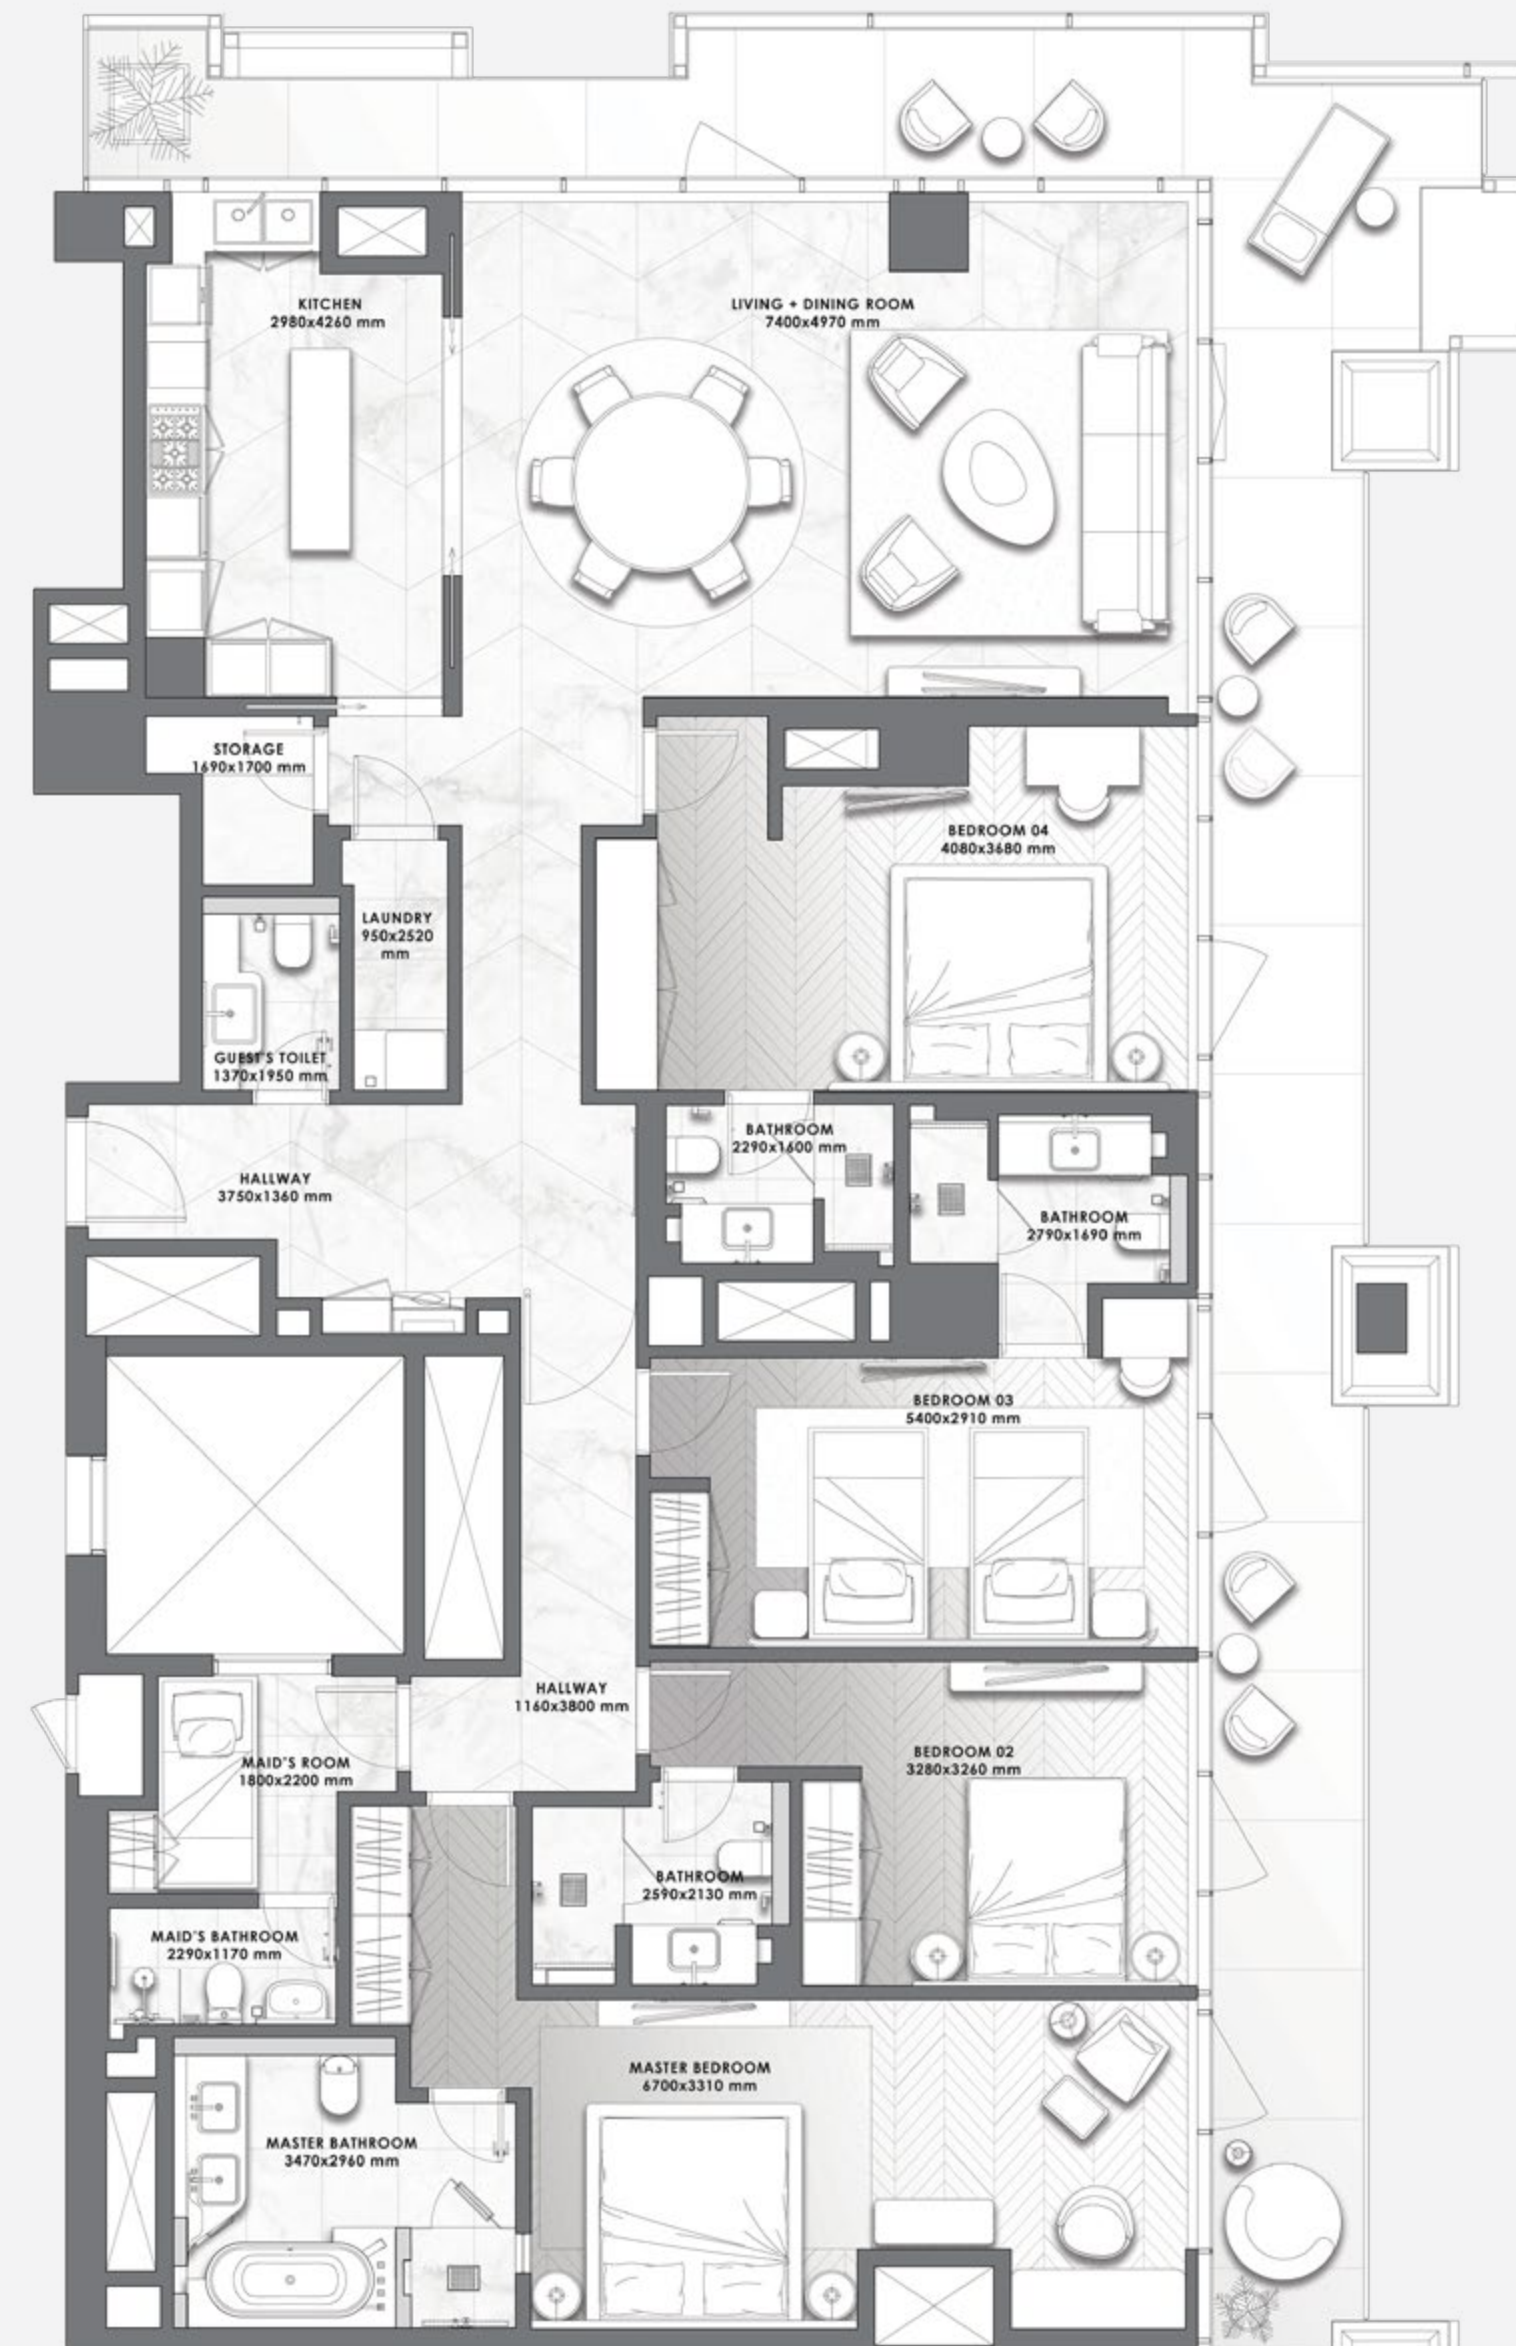 KITCHEN
2980x4260 mm
LIVING + DINING ROOM
7400x4970 mm
STORAGE
1690x1700 mm
BEDROOM 04
4080x3680 mm
LAUNDRY
950x2520
mm
GUEST'S TOILET
1370x1950 mm
BATHROOM
2290x1600 mm
HALLWAY
3750x1360 mm
BATHROOM
2790x1690 mm
BEDROOM 03
5400x2910 mm
HALLWAY
1160x3800 mm
BEDROOM 02
3280x3260 mm
MAID'S ROOM
1800x2200 mm
BATHROOM
2590x2130 mm
MAID'S BATHROOM
2290x1170 mm
MASTER BEDROOM
6700x3310 mm
MASTER BATHROOM
3470x2960 mm